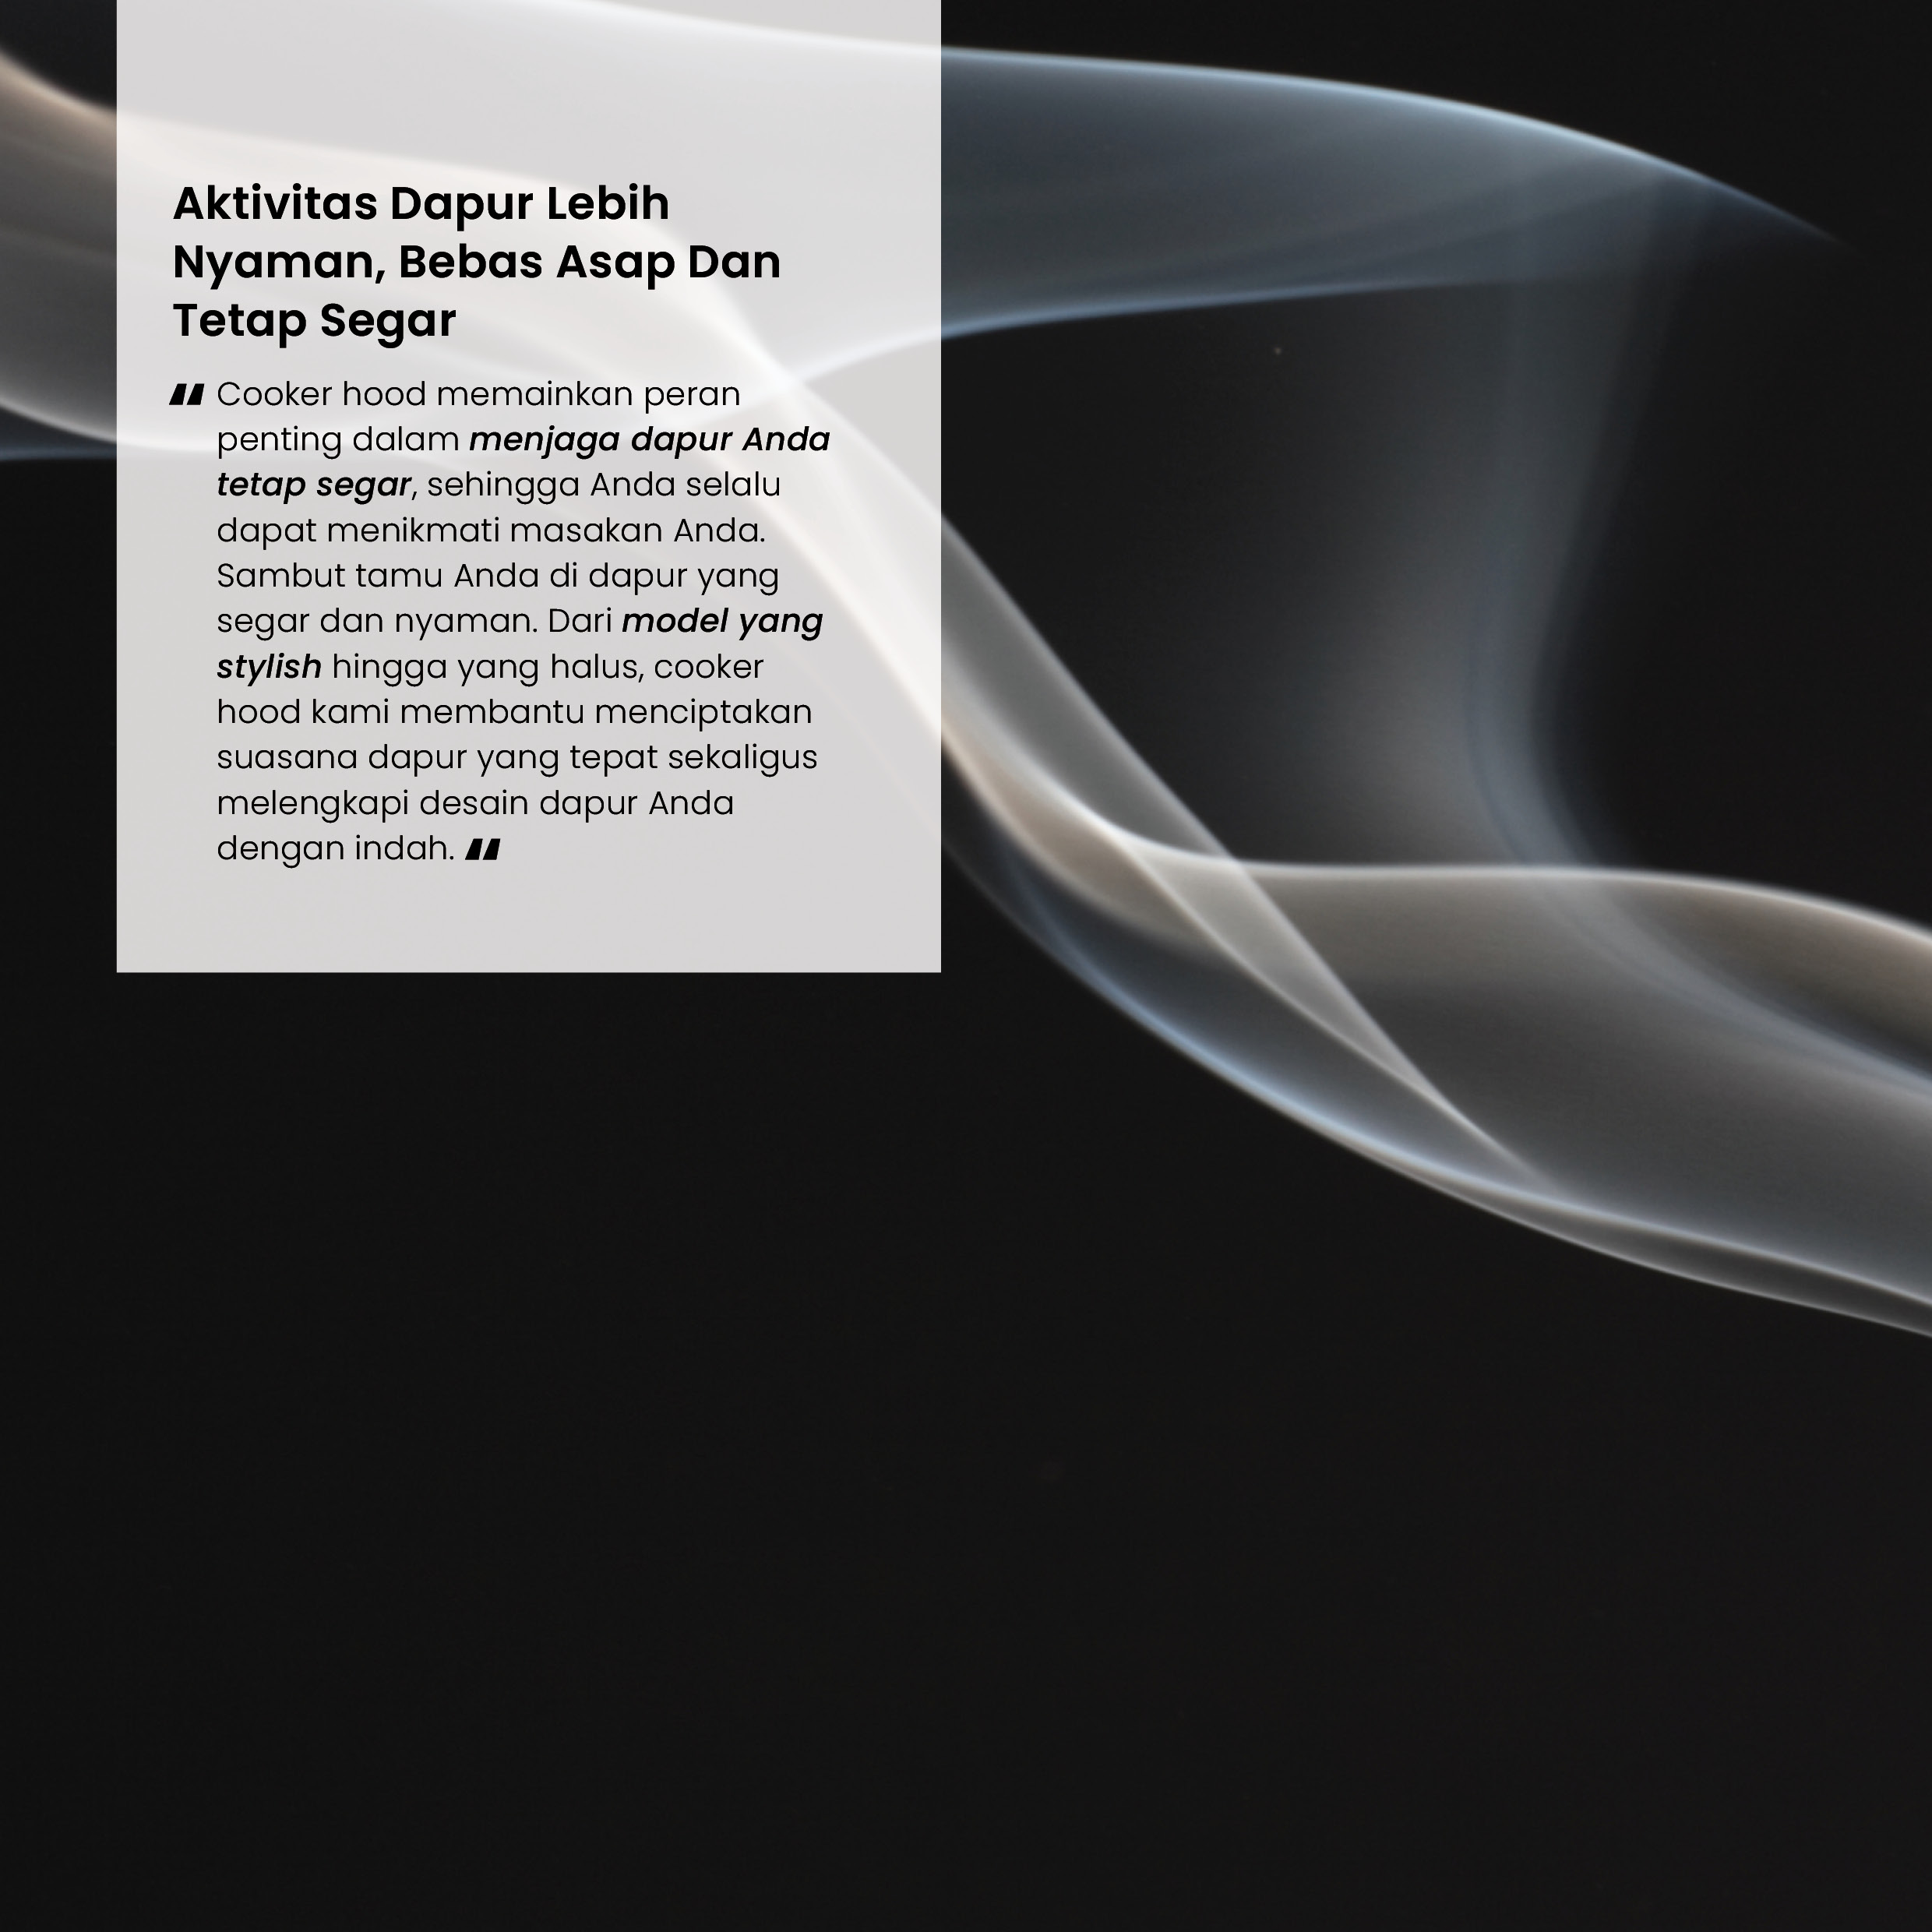 Aktivitas Dapur Lebih
Nyaman, Bebas Asap Dan
Tetap Segar
" Cooker hood memainkan peran
penting dalam menjaga dapur Anda
tetap segar, sehingga Anda selalu
dapat menikmati masakan Anda.
Sambut tamu Anda di dapur yang
segar dan nyaman. Dari model yang
stylish hingga yang halus, cooker
hood kami membantu menciptakan
suasana dapur yang tepat sekaligus
melengkapi desain dapur Anda
dengan indah. "